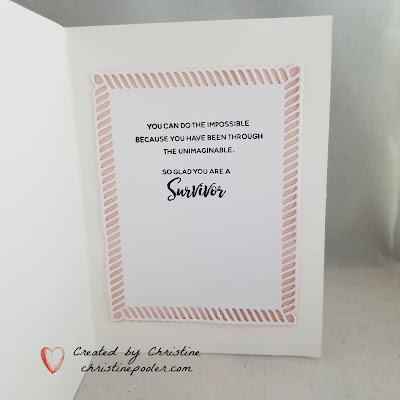 YOU CAN DO THE IMPOSSIBLE
BECAUSE YOU HAVE BEEN THROUGH
THE UNIMAGINABLE.
SO GLAD YOU ARE A
Survivor
Created by Christine
christinepooler.com